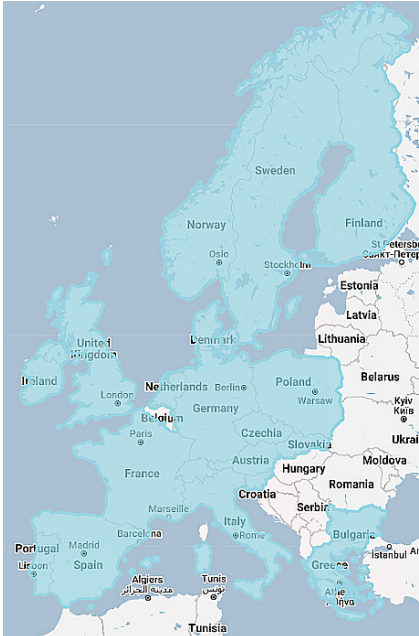 Sweden
Norway
Finland
Oslo
St Petersbu
Санкт-Петер
Stockholm
Estonia
Latvia
United
Kingdom
Denmark
Lithuania
Ireland
Netherlands
Berlin
Poland
Belarus
London
Warsaw
Germany
Belgium
Kyiv
Київ
Paris
Czechia
Ukrai
Slovakia
France
Austria
Moldova
Hungary
Romania
Croatia
Marseille
Serbia
Italy
Barcelona
Rome
Bulgaria
Portugal
Madrid
Istanbul
Lisbon
Spain
Greece
Algiers
مدينة الجزائر
Tunis
تونس
Tunisia